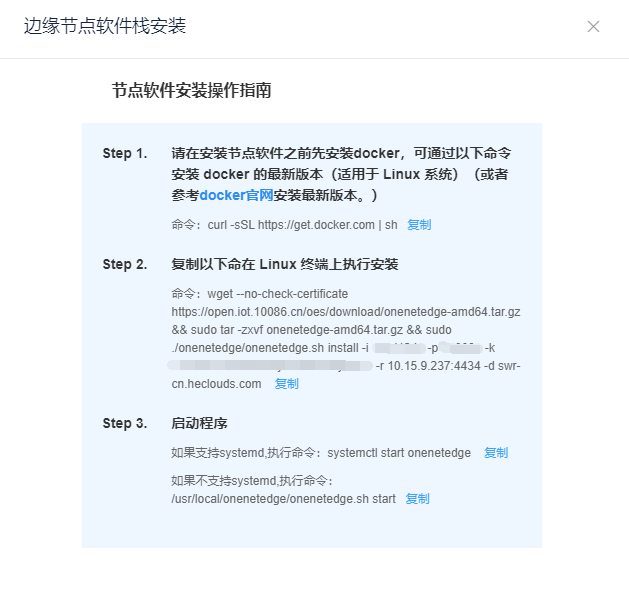 边缘节点软件栈安装
节点软件安装操作指南
Step 1. 请在安装节点软件之前先安装docker，可通过以下命令
安装 docker 的最新版本（适用于 Linux 系统）（或者
参考docker官网安装最新版本。）
命令：curl -sSL https://get.docker.com | sh 复制
Step 2. 复制以下命在 Linux 终端上执行安装
命令：wget --no-check-certificate
https://open.iot.10086.cn/oes/download/onenetedge-amd64.tar.gz
&& sudo tar -zxvf onenetedge-amd64.tar.gz && sudo
./onenetedge/onenetedge.sh install -i -p -k
-r 10.15.9.237:4434 -d swr-
cn.heclouds.com 复制
Step 3. 启动程序
如果支持systemd,执行命令：systemctl start onenetedge 复制
如果不支持systemd,执行命令：
/usr/local/onenetedge/onenetedge.sh start 复制